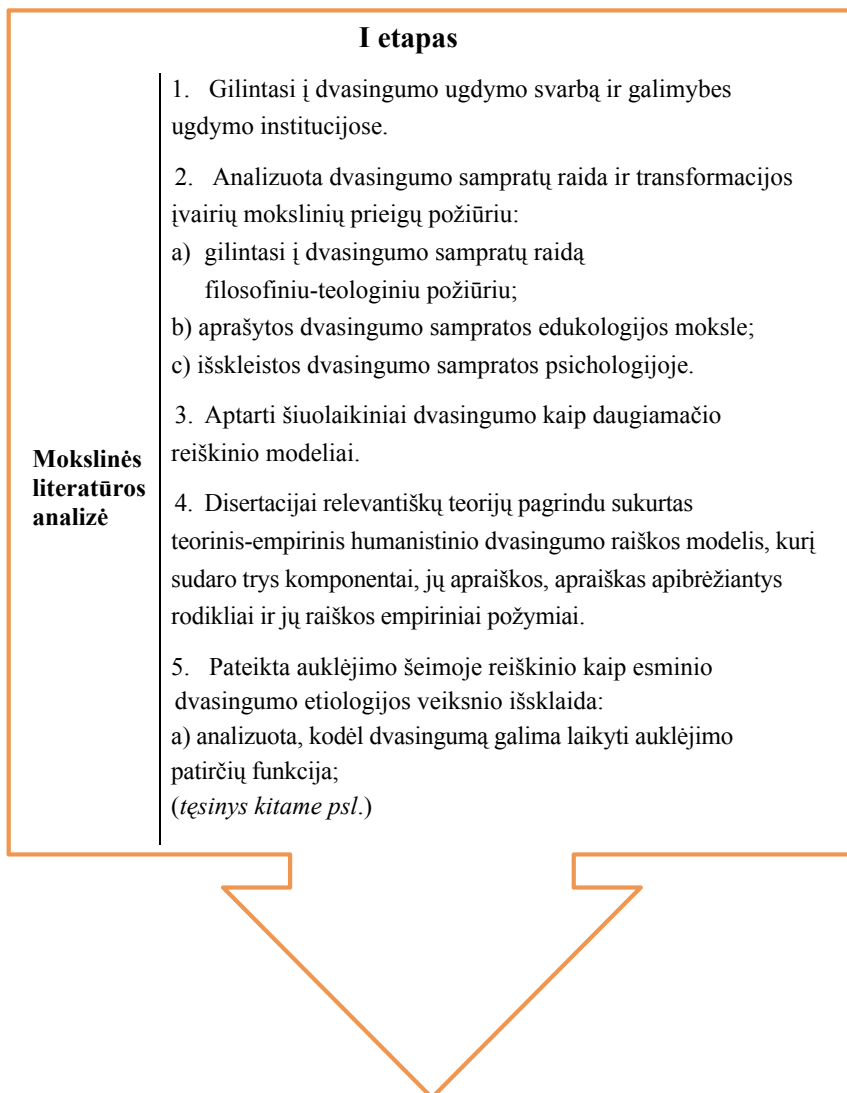 I etapas
1. Gilintasi į dvasingumo ugdymo svarbą ir galimybes
ugdymo institucijose.
2. Analizuota dvasingumo sampratų raida ir transformacijos
įvairių mokslinių prieigų požiūriu:
a) gilintasi į dvasingumo sampratų raidą
filosofiniu-teologiniu požiūriu;
b) aprašytos dvasingumo sampratos edukologijos moksle;
c) išskleistos dvasingumo sampratos psichologijoje.
3. Aptarti šiuolaikiniai dvasingumo kaip daugiamačio
reiškinio modeliai.
Mokslinės
literatūros
analizė
4. Disertacijai relevantiškų teorijų pagrindu sukurtas
teorinis-empirinis humanistinio dvasingumo raiškos modelis, kurį
sudaro trys komponentai, jų apraiškos, apraiškas apibrėžiantys
rodikliai ir jų raiškos empiriniai požymiai.
5. Pateikta auklėjimo šeimoje reiškinio kaip esminio
dvasingumo etiologijos veiksnio išsklaida:
a) analizuota, kodėl dvasingumą galima laikyti auklėjimo
patirčių funkcija;
(tęsinys kitame psl.)